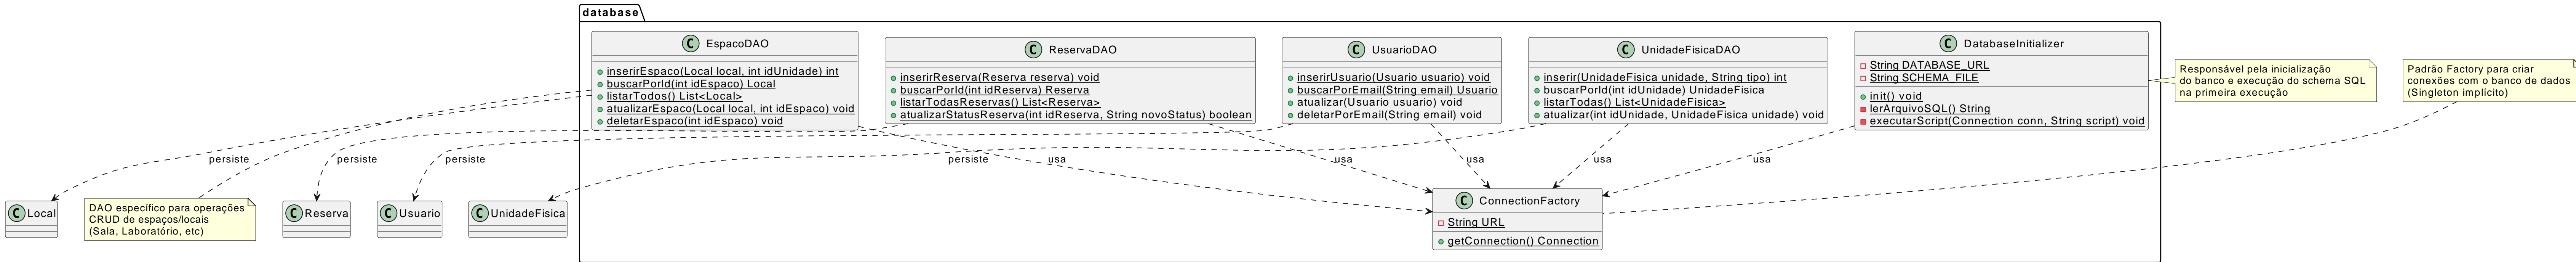 database
EspacoDAO
inserirEspaco(Local local, int idUnidade) int
buscarPorId(int idEspaco) Local
listarTodos() List<Local>
atualizarEspaco(Local local, int idEspaco) void
deletarEspaco(int idEspaco) void
ReservaDAO
inserirReserva(Reserva reserva) void
buscarPorId(int idReserva) Reserva
listarTodasReservas() List<Reserva>
atualizarStatusReserva(int idReserva, String novoStatus) boolean
UsuarioDAO
inserirUsuario(Usuario usuario) void
buscarPorEmail(String email) Usuario
atualizar(Usuario usuario) void
deletarPorEmail(String email) void
UnidadeFisicaDAO
inserir(UnidadeFisica unidade, String tipo) int
buscarPorId(int idUnidade) UnidadeFisica
listarTodas() List<UnidadeFisica>
atualizar(int idUnidade, UnidadeFisica unidade) void
DatabaseInitializer
String DATABASE_URL
String SCHEMA_FILE
init() void
lerArquivoSQL() String
executarScript(Connection conn, String script) void
Responsável pela inicialização
do banco e execução do schema SQL
na primeira execução
Padrão Factory para criar
conexões com o banco de dados
(Singleton implícito)
persiste
persiste
persiste
persiste
usa
usa
usa
usa
usa
Local
DAO específico para operações
CRUD de espaços/locais
(Sala, Laboratório, etc)
Reserva
Usuario
UnidadeFisica
ConnectionFactory
String URL
getConnection() Connection